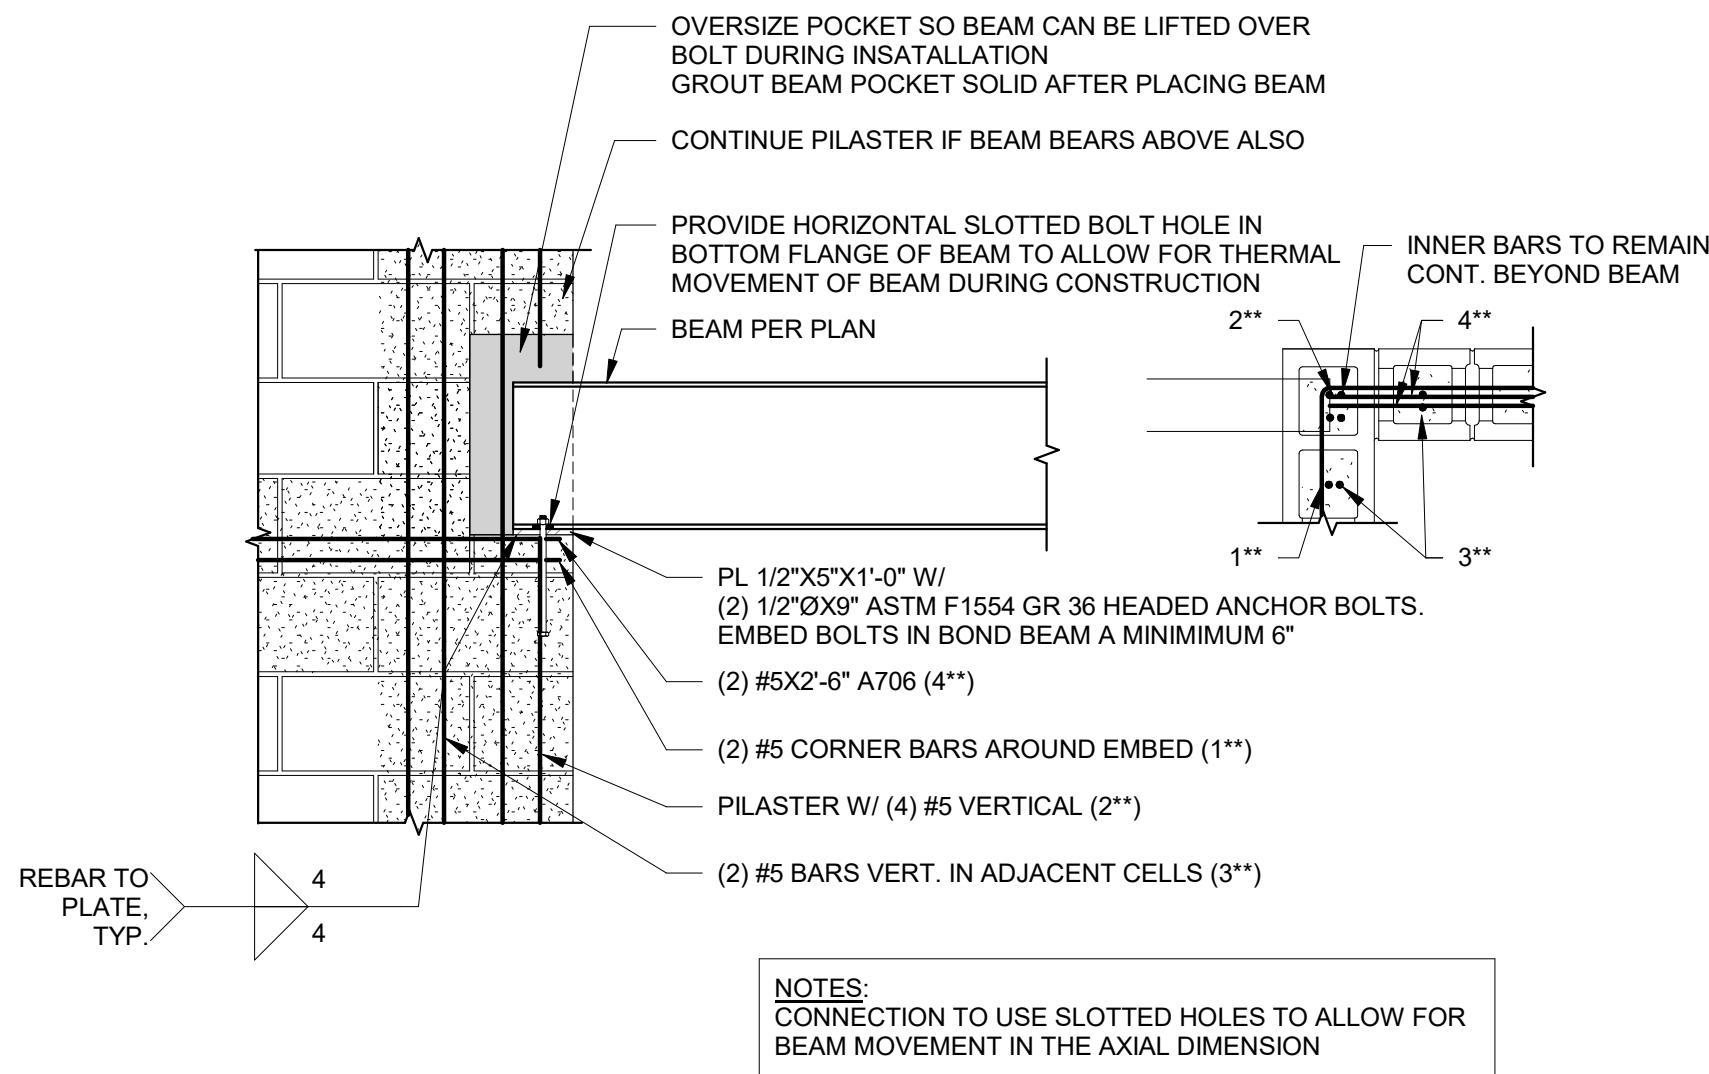 OVERSIZE POCKET SO BEAM CAN BE LIFTED OVER
BOLT DURING INSATALLATION
GROUT BEAM POCKET SOLID AFTER PLACING BEAM
CONTINUE PILASTER IF BEAM BEARS ABOVE ALSO
PROVIDE HORIZONTAL SLOTTED BOLT HOLE IN
BOTTOM FLANGE OF BEAM TO ALLOW FOR THERMAL
MOVEMENT OF BEAM DURING CONSTRUCTION
BEAM PER PLAN
INNER BARS TO REMAIN
CONT. BEYOND BEAM
2**
4**
1**
3**
PL 1/2"X5"X1'-0" W/
(2) 1/2"ØX9" ASTM F1554 GR 36 HEADED ANCHOR BOLTS.
EMBED BOLTS IN BOND BEAM A MINIMIMUM 6"
(2) #5X2'-6" A706 (4**)
(2) #5 CORNER BARS AROUND EMBED (1**)
PILASTER W/ (4) #5 VERTICAL (2**)
(2) #5 BARS VERT. IN ADJACENT CELLS (3**)
REBAR TO
PLATE,
TYP.
4
4
NOTES:
CONNECTION TO USE SLOTTED HOLES TO ALLOW FOR
BEAM MOVEMENT IN THE AXIAL DIMENSION